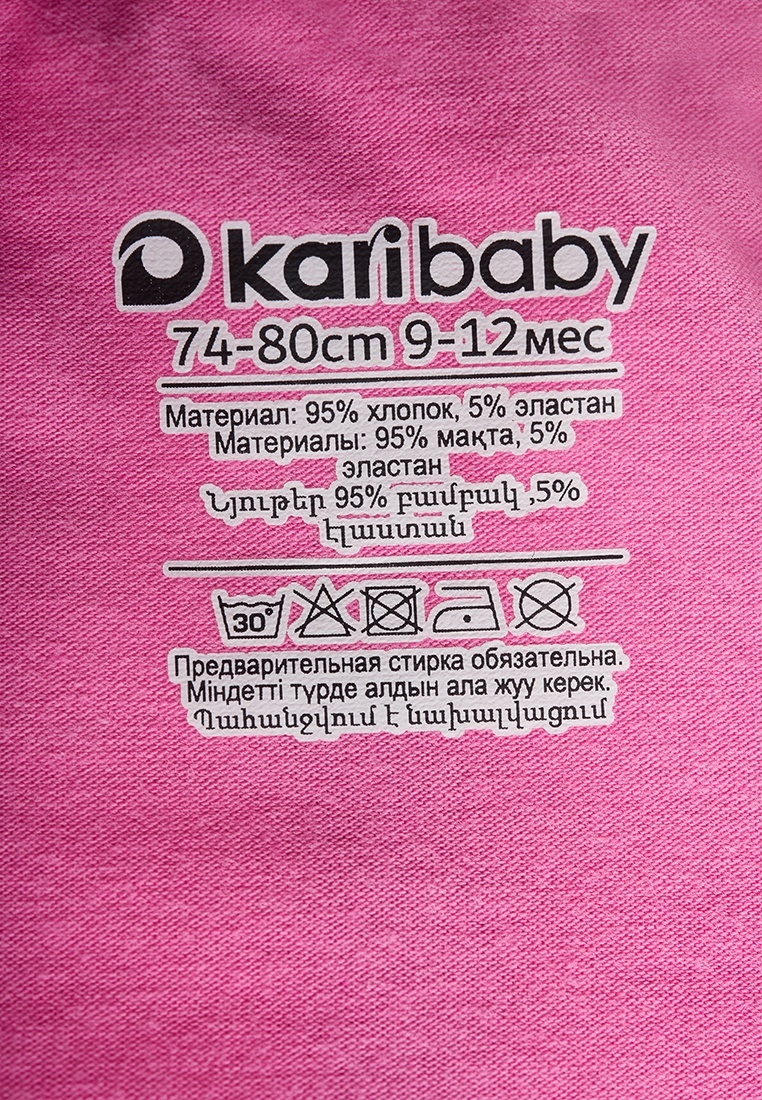 karibaby
74-80cm 9-12мес
Материал: 95% хлопок, 5% эластан
Материалы: 95% мақта, 5%
эластан
Նյութեր 95% բամբակ ,5%
էլաստան
30°
Предварительная стирка обязательна.
Міндетті түрде алдын ала жуу керек.
Պահանջվում է նախալվացում